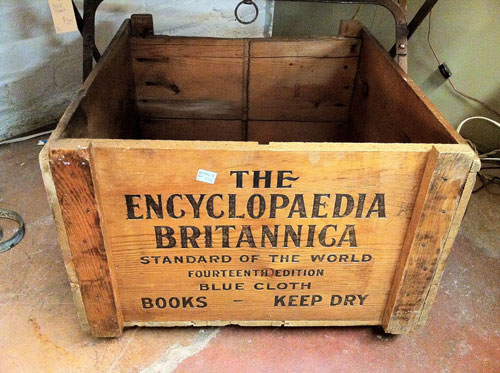 THE
ENCYCLOPAEDIA
BRITANNICA
STANDARD OF THE WORLD
FOURTEENTH EDITION
BLUE CLOTH
BOOKS - KEEP DRY